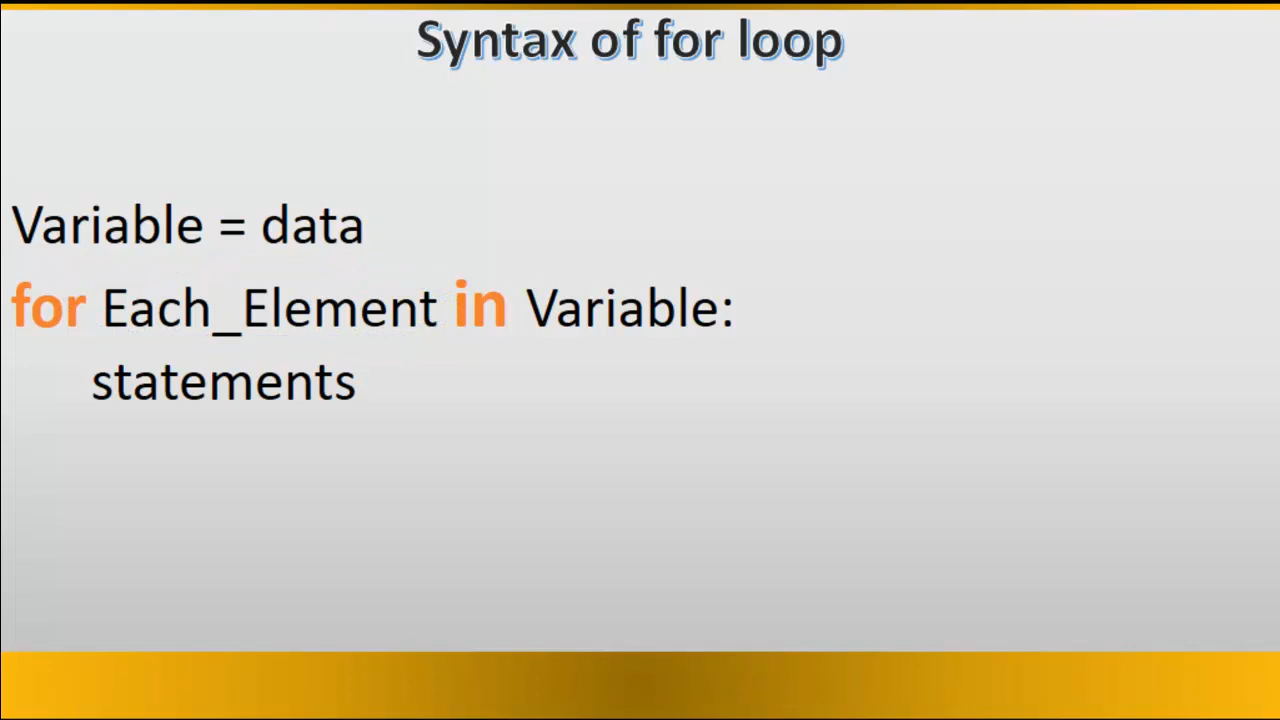 Syntax of for loop
Variable = data
for Each_Element in Variable:
statements